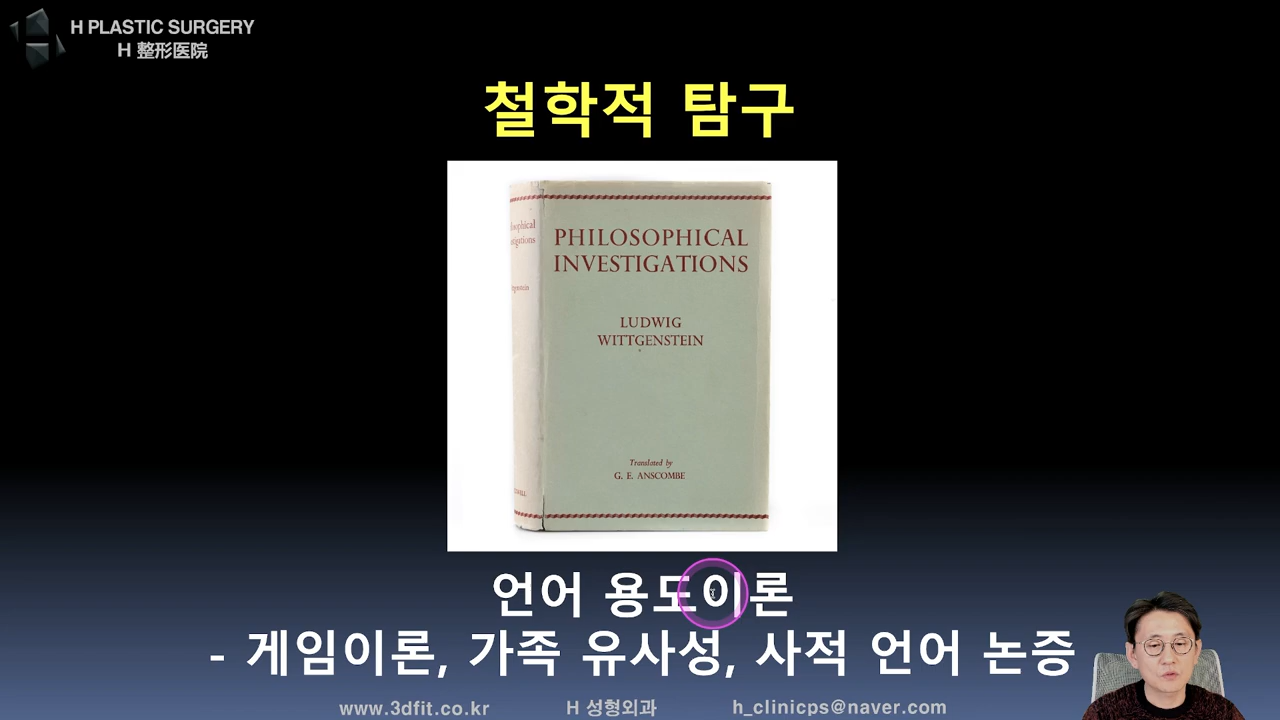 H PLASTIC SURGERY
H 整形医院
철학적 탐구
PHILOSOPHICAL
INVESTIGATIONS
LUDWIG
WITTGENSTEIN
Translated by
G. E. ANSCOMBE
언어 용도이론
- 게임이론, 가족 유사성, 사적 언어 논증
www.3dfit.co.kr H 성형외과 h_clinicps@naver.com